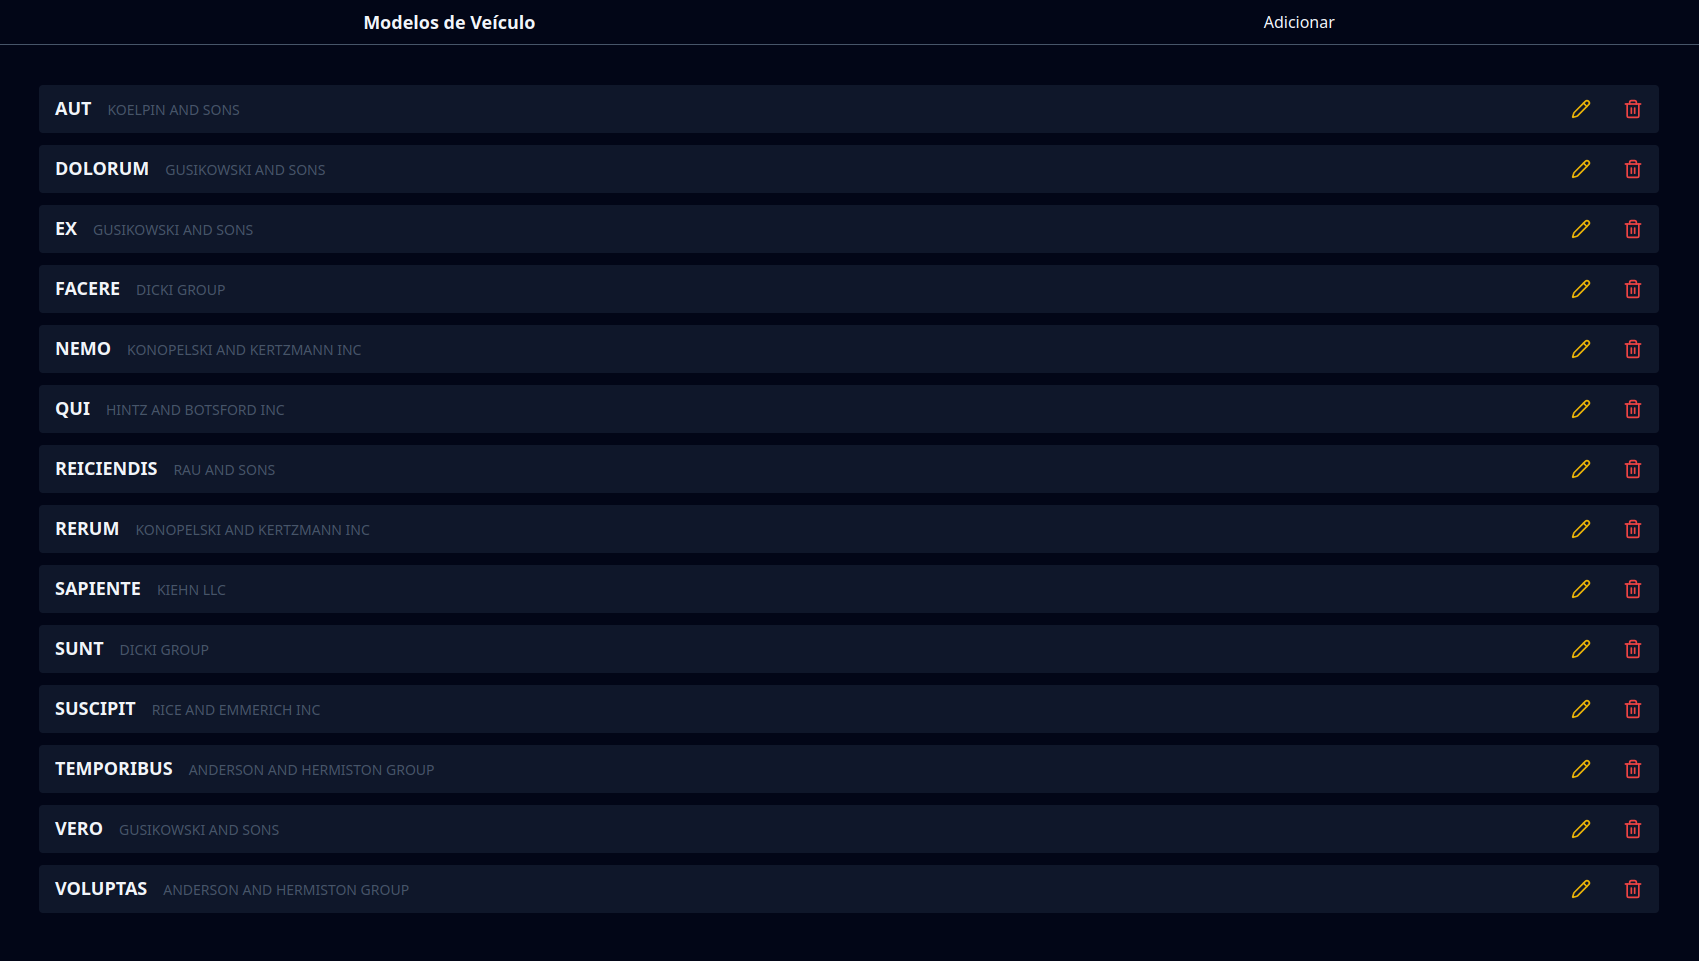 Modelos de Veículo Adicionar
AUT KOELPIN AND SONS
DOLORUM GUSIKOWSKI AND SONS
EX GUSIKOWSKI AND SONS
FACERE DICKI GROUP
NEMO KONOPELSKI AND KERTZMANN INC
QUI HINTZ AND BOTSFORD INC
REICIENDIS RAU AND SONS
RERUM KONOPELSKI AND KERTZMANN INC
SAPIENTE KIEHN LLC
SUNT DICKI GROUP
SUSCIPIT RICE AND EMMERICH INC
TEMPORIBUS ANDERSON AND HERMISTON GROUP
VERO GUSIKOWSKI AND SONS
VOLUPTAS ANDERSON AND HERMISTON GROUP